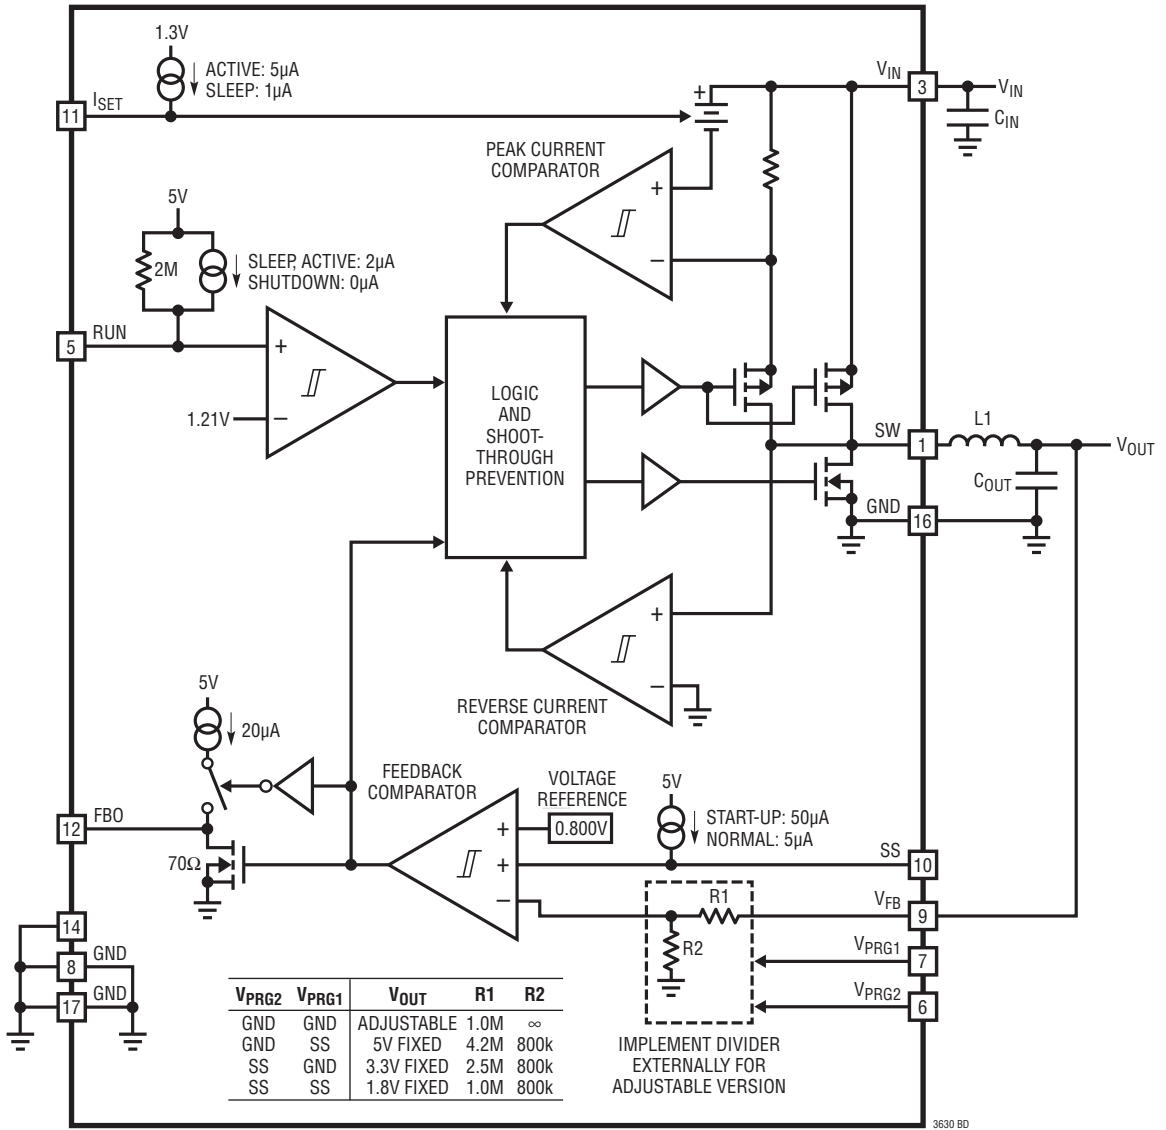 1.3V
ACTIVE: 5µA
SLEEP: 1µA
11
ISET
VIN
3
VIN
CIN
+
PEAK CURRENT
COMPARATOR
+
–
5V
2M
SLEEP, ACTIVE: 2µA
SHUTDOWN: 0µA
5
RUN
+
1.21V
–
LOGIC
AND
SHOOT-
THROUGH
PREVENTION
SW
1
L1
VOUT
COUT
GND
16
+
–
REVERSE CURRENT
COMPARATOR
5V
20µA
FEEDBACK
COMPARATOR
VOLTAGE
REFERENCE
0.800V
5V
START-UP: 50µA
NORMAL: 5µA
12
FBO
70Ω
+
+
–
SS
10
R1
R2
VFB
9
VPRG1
7
VPRG2
6
14
8
GND
17
GND
VPRG2 VPRG1 VOUT R1 R2
GND GND ADJUSTABLE 1.0M ∞
GND SS 5V FIXED 4.2M 800k
SS GND 3.3V FIXED 2.5M 800k
SS SS 1.8V FIXED 1.0M 800k
IMPLEMENT DIVIDER
EXTERNALLY FOR
ADJUSTABLE VERSION
3630 BD